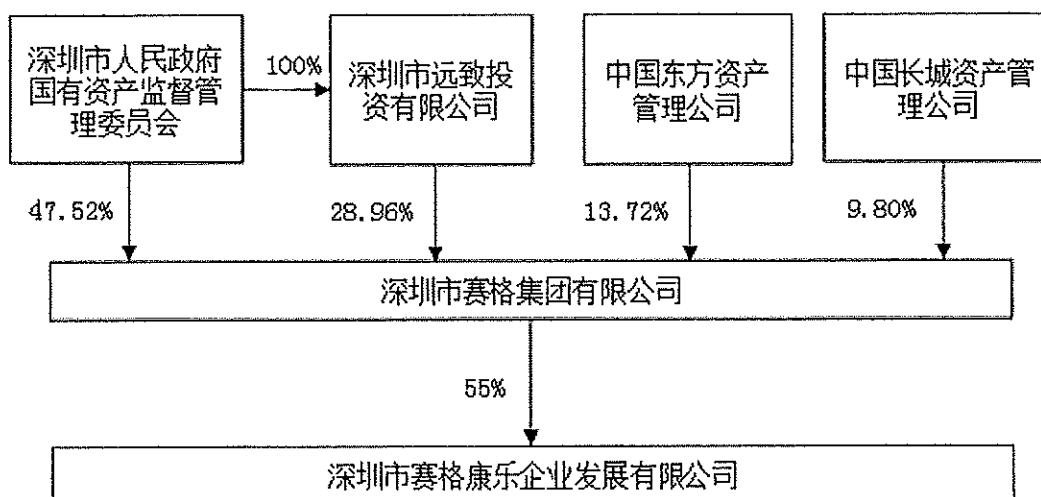 深圳市人民政府
国有资产监督管
理委员会
100%
深圳市远致投
资有限公司
中国东方资产
管理公司
中国长城资产管
理公司
47.52%
28.96%
13.72%
9.80%
深圳市赛格集团有限公司
55%
深圳市赛格康乐企业发展有限公司